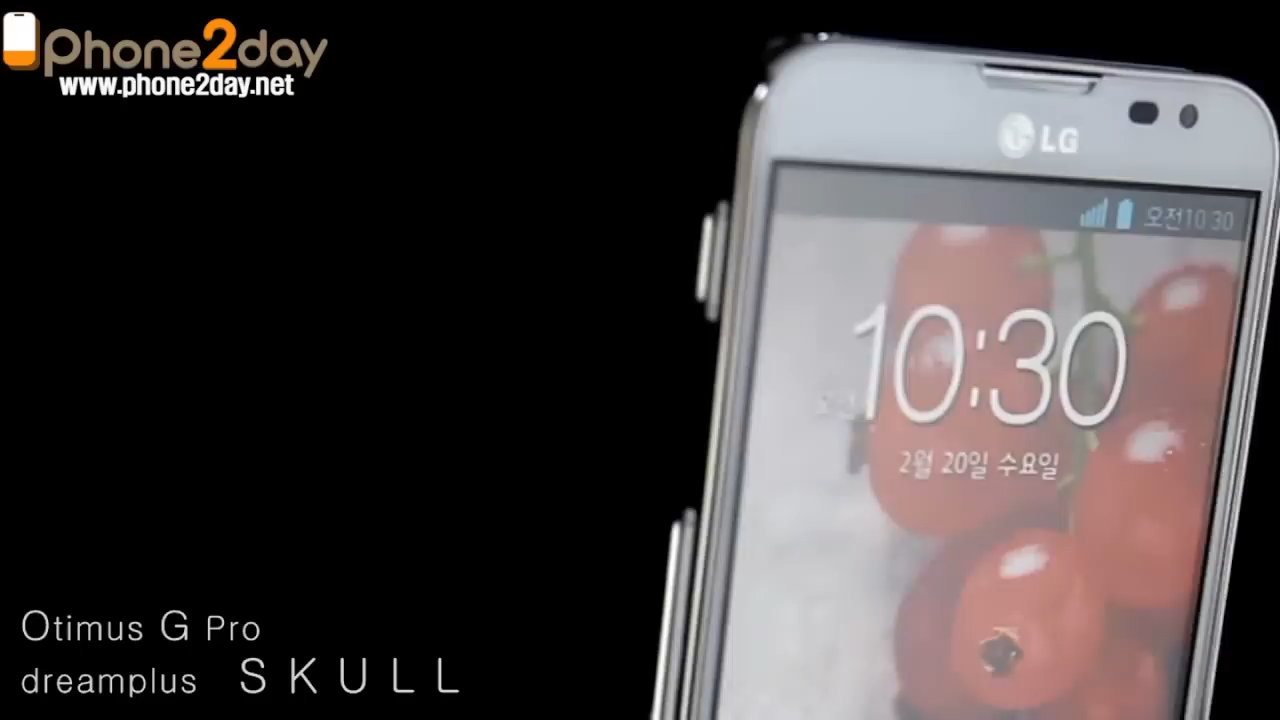 Phone2day
www.phone2day.net
LG
오전10:30
10:30
2월 20일 수요일
Otimus G Pro
dreamplus SKULL